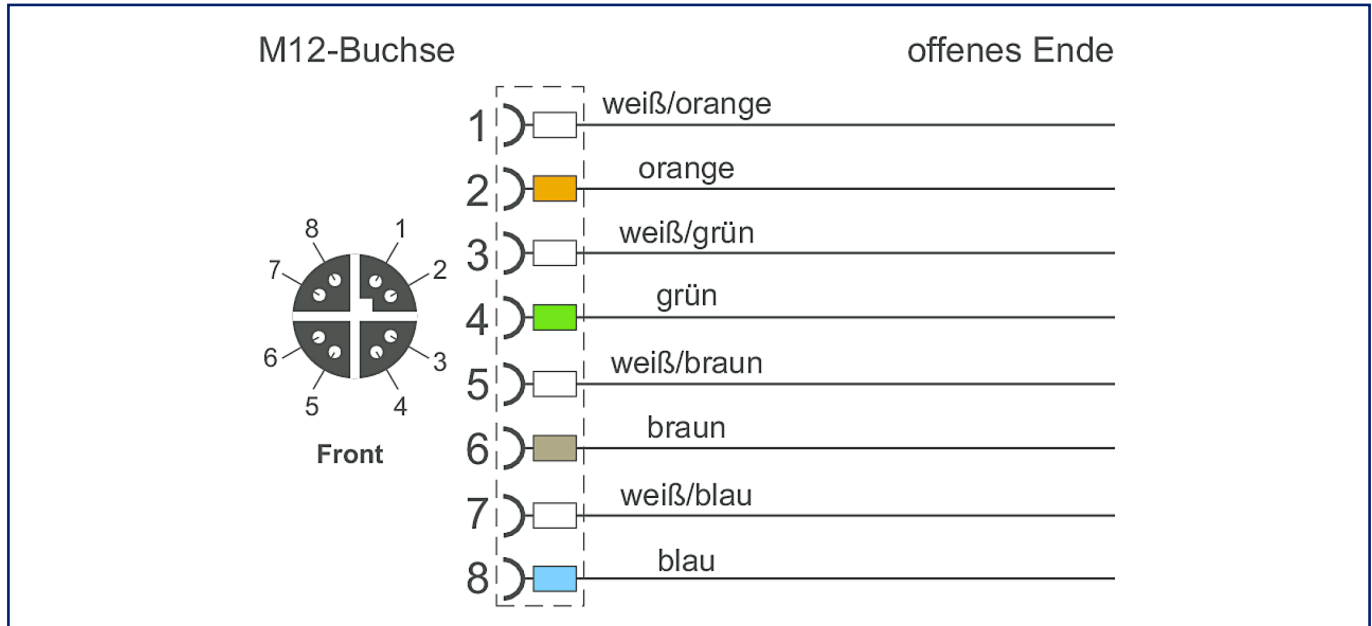 M12-Buchse
offenes Ende
1 weiß/orange
2 orange
3 weiß/grün
4 grün
5 weiß/braun
6 braun
7 weiß/blau
8 blau
8 1
7 2
6 3
5 4
Front